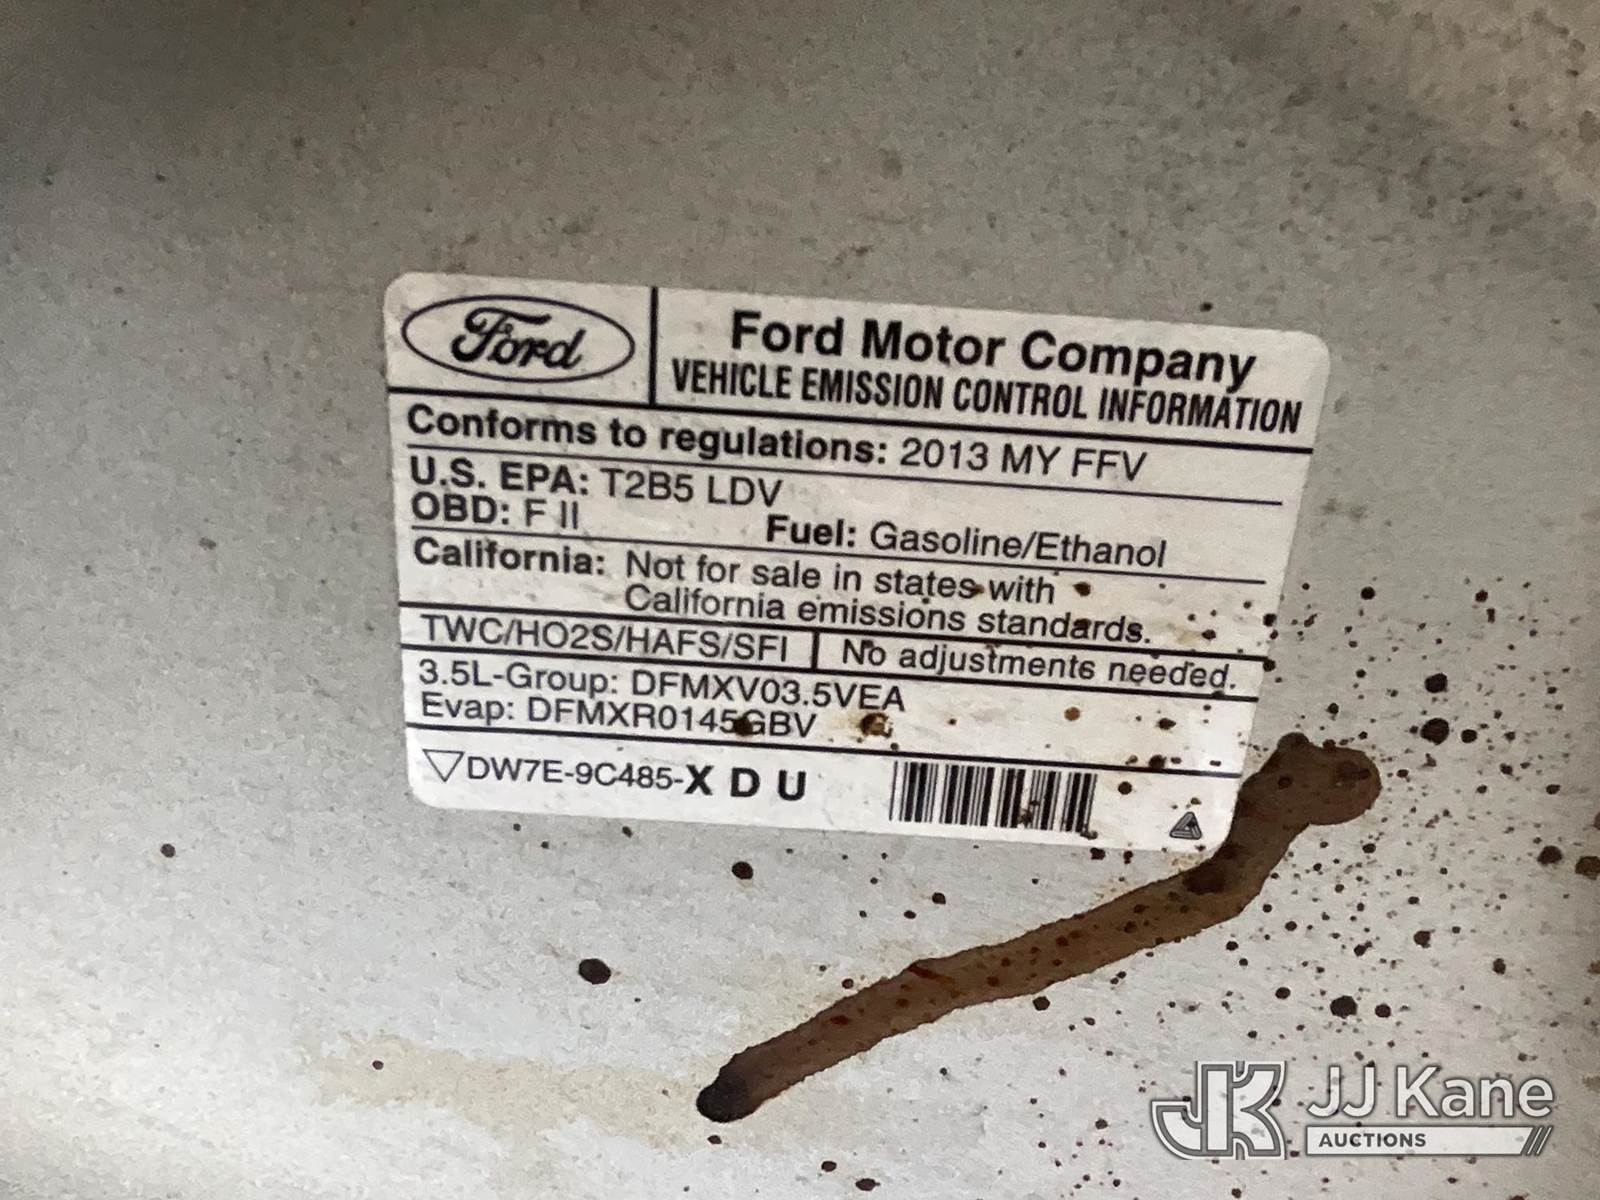 Ford
Ford Motor Company
VEHICLE EMISSION CONTROL INFORMATION
Conforms to regulations: 2013 MY FFV
U.S. EPA: T2B5 LDV
OBD: F II Fuel: Gasoline/Ethanol
California: Not for sale in states with
California emissions standards.
TWC/HO2S/HAFS/SFI No adjustments needed.
3.5L-Group: DFMXV03.5VEA
Evap: DFMXR0145GBV
DW7E-9C485-X D U
JK JJ Kane
AUCTIONS